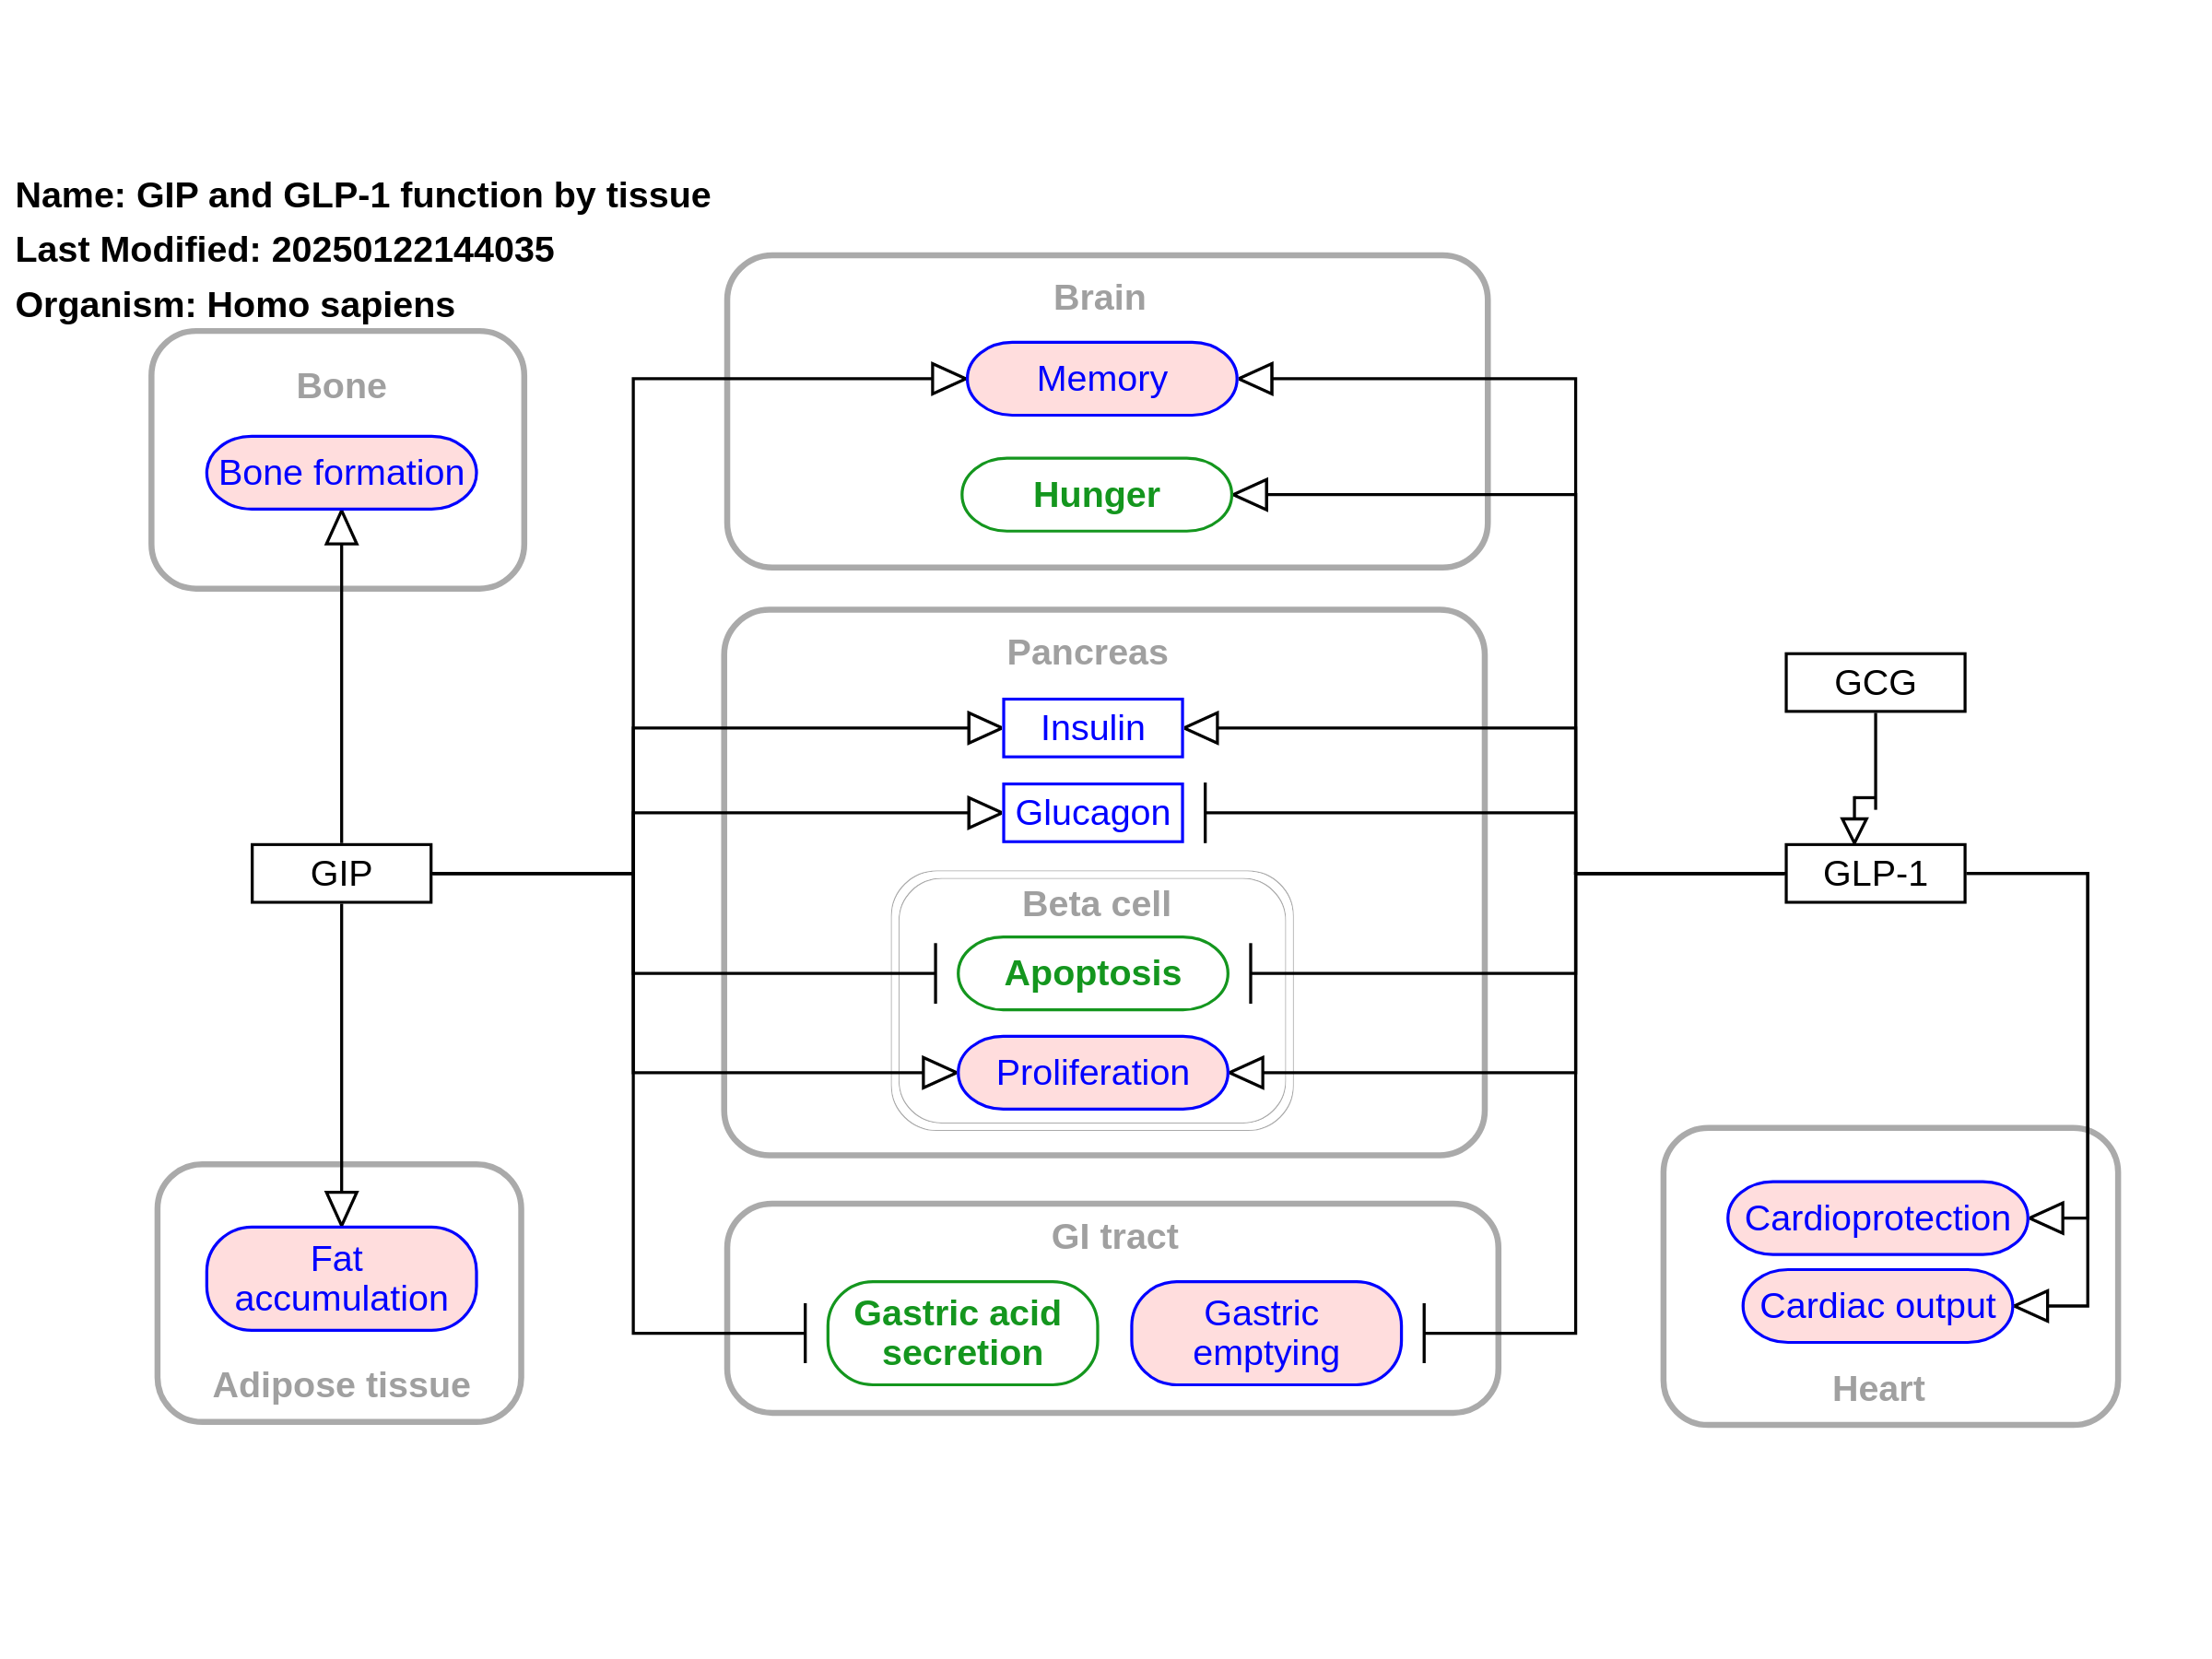 Name: GIP and GLP-1 function by tissue
Last Modified: 20250122144035
Organism: Homo sapiens
Bone
Bone formation
GIP
Fat
accumulation
Adipose tissue
Brain
Memory
Hunger
Pancreas
Insulin
Glucagon
Beta cell
Apoptosis
Proliferation
GI tract
Gastric acid
secretion
Gastric
emptying
GCG
GLP-1
Cardioprotection
Cardiac output
Heart